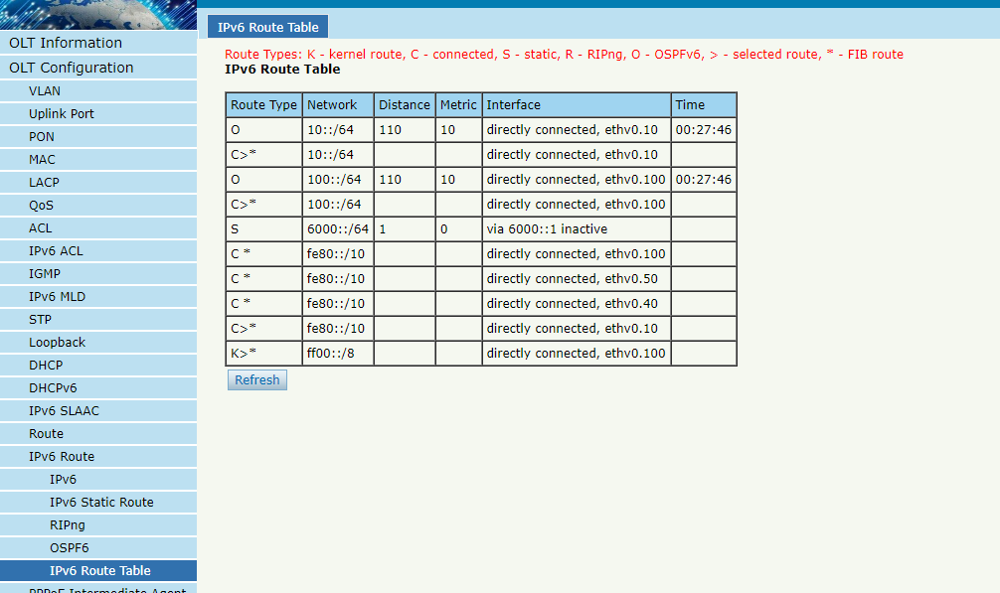 IPv6 Route Table
OLT Information
OLT Configuration
VLAN
Uplink Port
PON
MAC
LACP
QoS
ACL
IPv6 ACL
IGMP
IPv6 MLD
STP
Loopback
DHCP
DHCPv6
IPv6 SLAAC
Route
IPv6 Route
IPv6
IPv6 Static Route
RIPng
OSPF6
IPv6 Route Table
PPPoE Intermediate Agent
Route Types: K - kernel route, C - connected, S - static, R - RIPng, O - OSPFv6, > - selected route, * - FIB route
IPv6 Route Table
Route Type Network Distance Metric Interface Time
O 10::/64 110 10 directly connected, ethv0.10 00:27:46
C>* 10::/64 directly connected, ethv0.10
O 100::/64 110 10 directly connected, ethv0.100 00:27:46
C>* 100::/64 directly connected, ethv0.100
S 6000::/64 1 0 via 6000::1 inactive
C * fe80::/10 directly connected, ethv0.100
C * fe80::/10 directly connected, ethv0.50
C * fe80::/10 directly connected, ethv0.40
C>* fe80::/10 directly connected, ethv0.10
K>* ff00::/8 directly connected, ethv0.100
Refresh